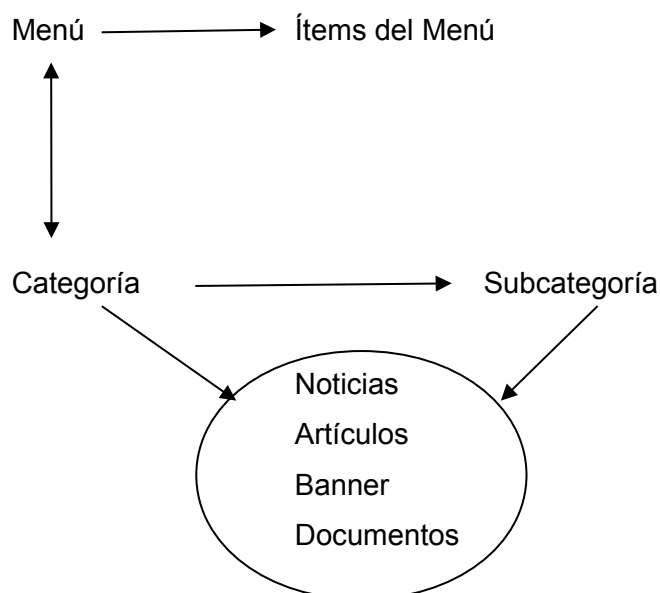 Menú
Ítems del Menú
Categoría
Subcategoría
Noticias
Artículos
Banner
Documentos